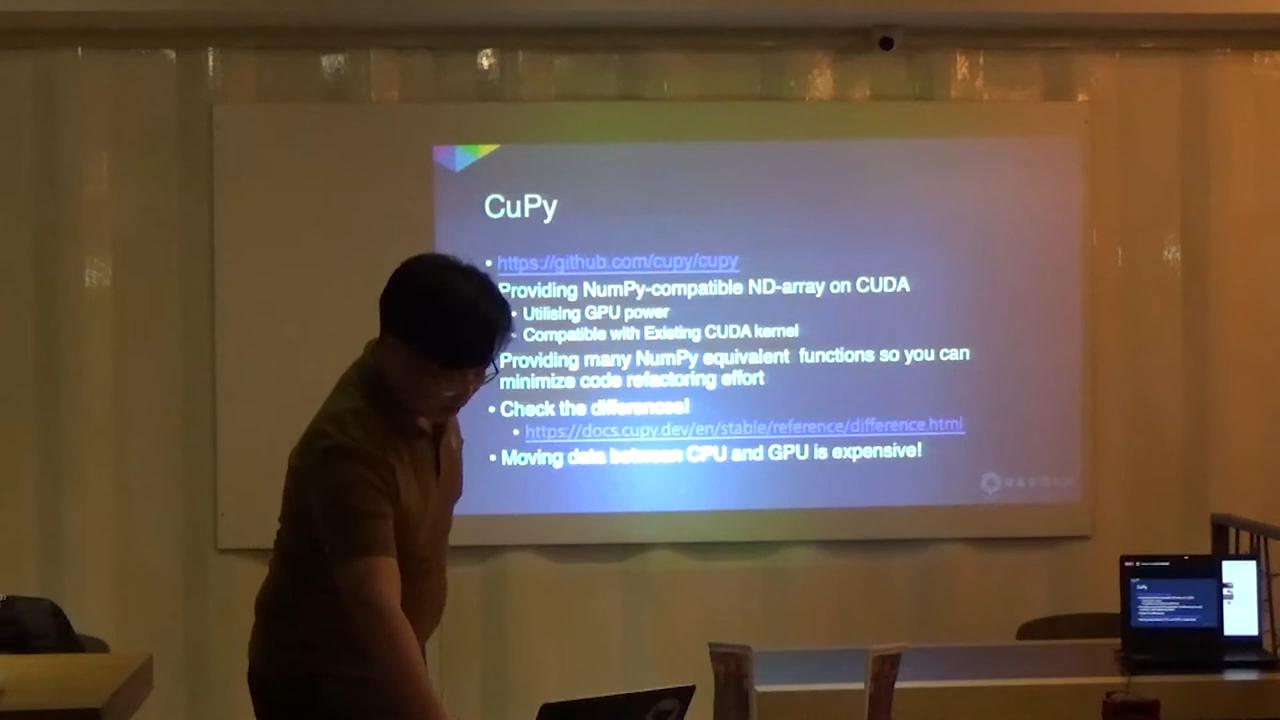 CuPy
• https://github.com/cupy/cupy
Providing NumPy-compatible ND-array on CUDA
• Utilising GPU power
• Compatible with Existing CUDA kernel
Providing many NumPy equivalent functions so you can
minimize code refactoring effort
• Check the differences!
• https://docs.cupy.dev/en/stable/reference/difference.html
• Moving data between CPU and GPU is expensive!
CuPy